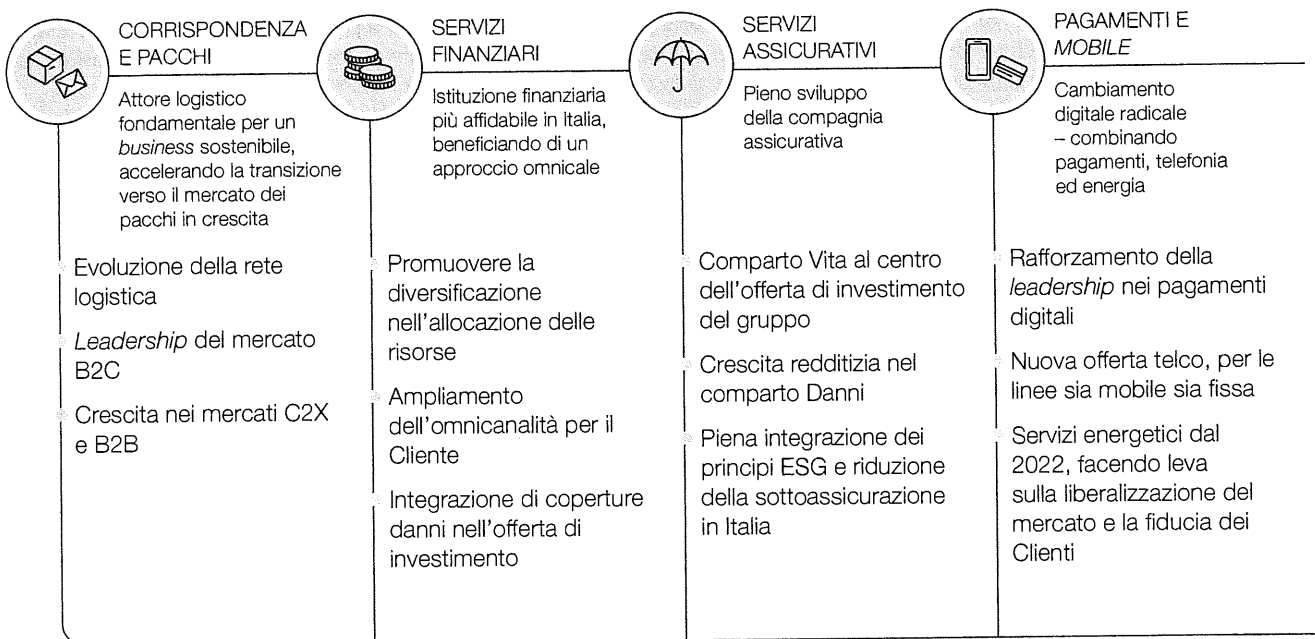 CORRISPONDENZA
E PACCHI
Attore logistico
fondamentale per un
business sostenibile,
accelerando la transizione
verso il mercato dei
pacchi in crescita
Evoluzione della rete
logistica
Leadership del mercato
B2C
Crescita nei mercati C2X
e B2B
SERVIZI
FINANZIARI
Istituzione finanziaria
più affidabile in Italia,
beneficiando di un
approccio omnicale
Promuovere la
diversificazione
nell'allocazione delle
risorse
Ampliamento
dell'omnicanalità per il
Cliente
Integrazione di coperture
danni nell'offerta di
investimento
SERVIZI
ASSICURATIVI
Pieno sviluppo
della compagnia
assicurativa
Comparto Vita al centro
dell'offerta di investimento
del gruppo
Crescita redditizia nel
comparto Danni
Piena integrazione dei
principi ESG e riduzione
della sottoassicurazione
in Italia
PAGAMENTI E
MOBILE
Cambiamento
digitale radicale
– combinando
pagamenti, telefonia
ed energia
Rafforzamento della
leadership nei pagamenti
digitali
Nuova offerta telco, per le
linee sia mobile sia fissa
Servizi energetici dal
2022, facendo leva
sulla liberalizzazione del
mercato e la fiducia dei
Clienti